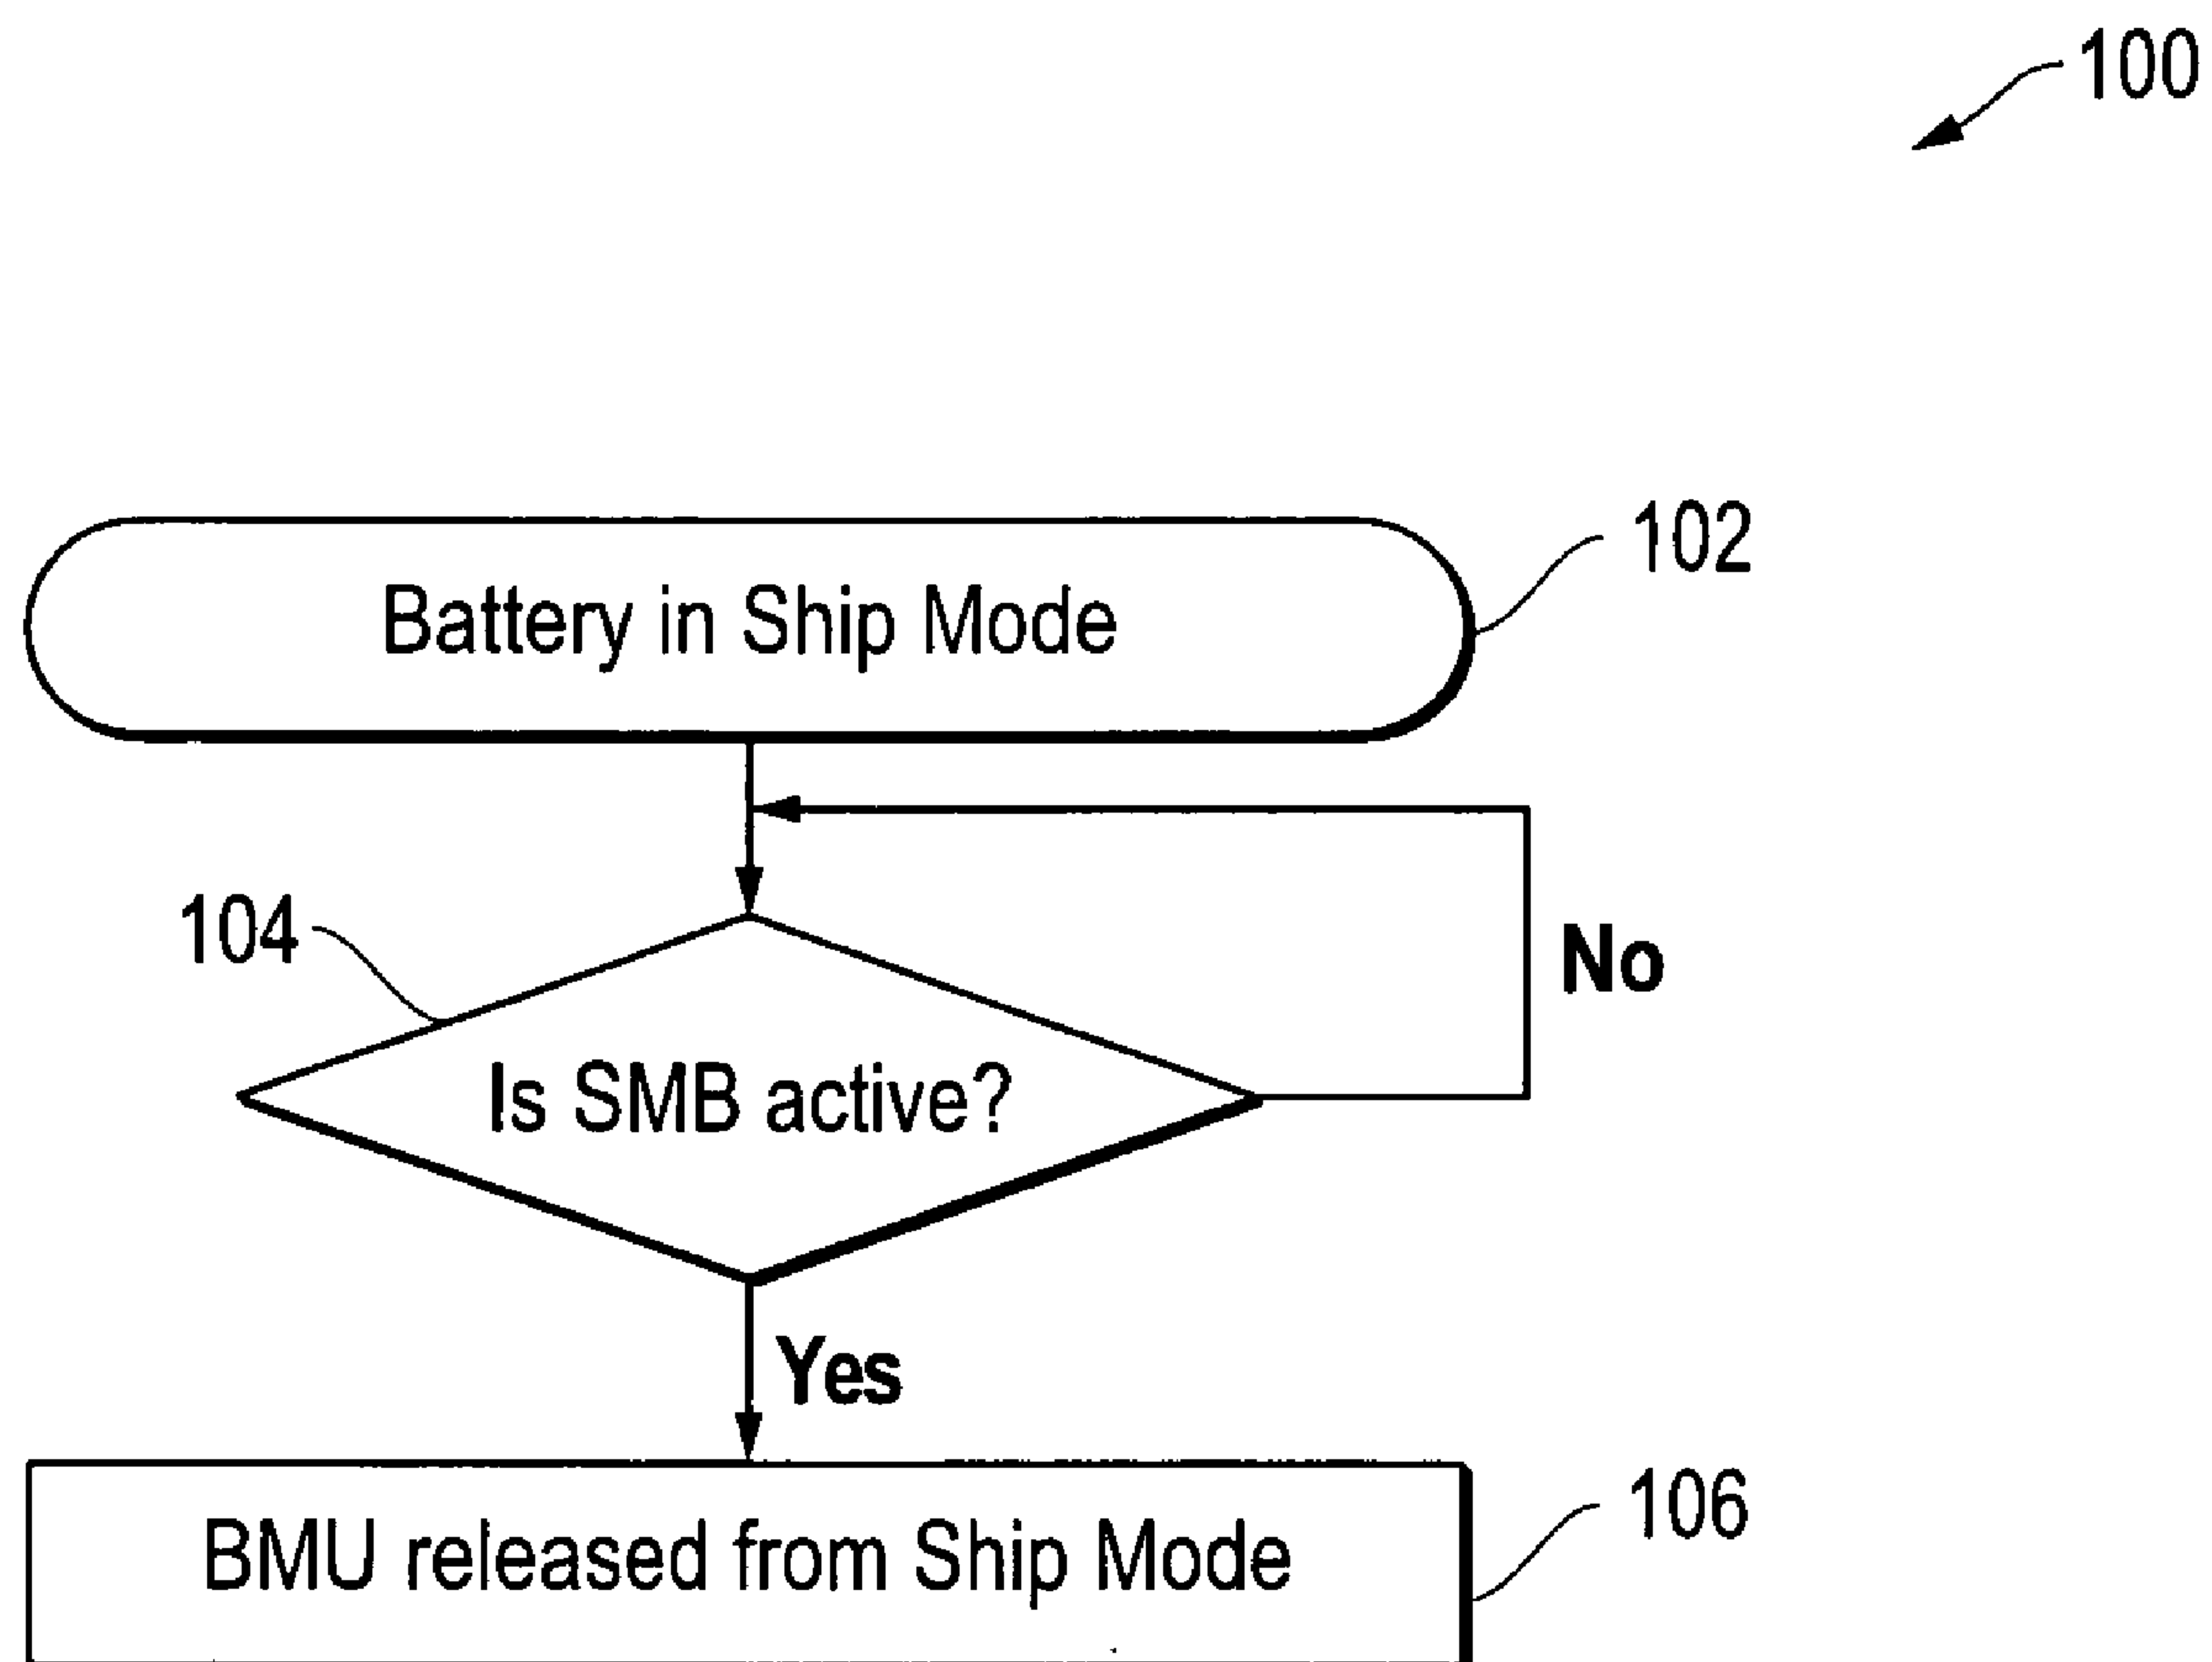 100
102
Battery in Ship Mode
104
No
Is SMB active?
Yes
106
BMU released from Ship Mode